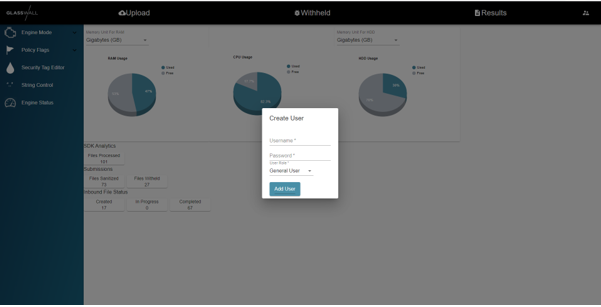 GLASSWALL
Upload
Withheld
Results
Engine Mode
Policy Flags
Security Tag Editor
String Control
Engine Status
Memory Unit For RAM
Gigabytes (GB)
Memory Unit For HDD
Gigabytes (GB)
RAM Usage
Used
Free
47%
CPU Usage
Used
Free
HDD Usage
Used
Free
Create User
Username *
Password *
User Role *
General User
Add User
SDK Analytics
Files Processed
101
Submissions
Files Sanitized
73
Files Withheld
27
Inbound File Status
Created
17
In Progress
0
Completed
67